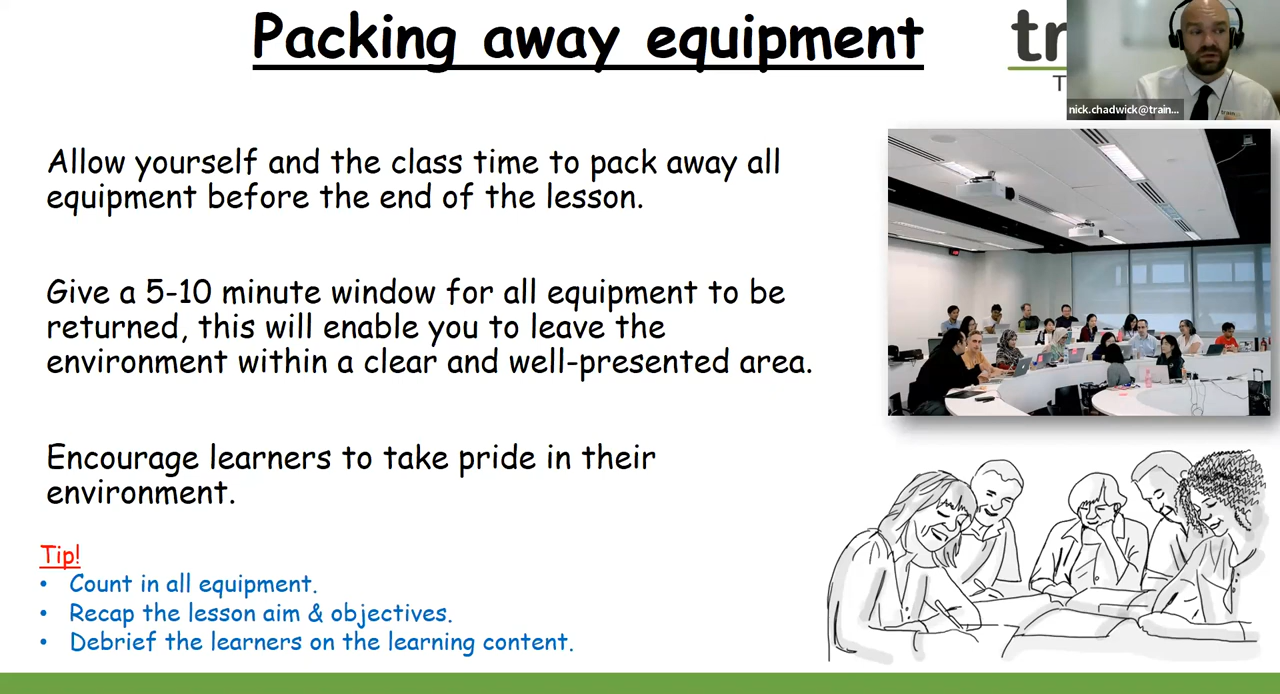 Packing away equipment
nick.chadwick@train...
Allow yourself and the class time to pack away all
equipment before the end of the lesson.
Give a 5-10 minute window for all equipment to be
returned, this will enable you to leave the
environment within a clear and well-presented area.
Encourage learners to take pride in their
environment.
Tip!
• Count in all equipment.
• Recap the lesson aim & objectives.
• Debrief the learners on the learning content.